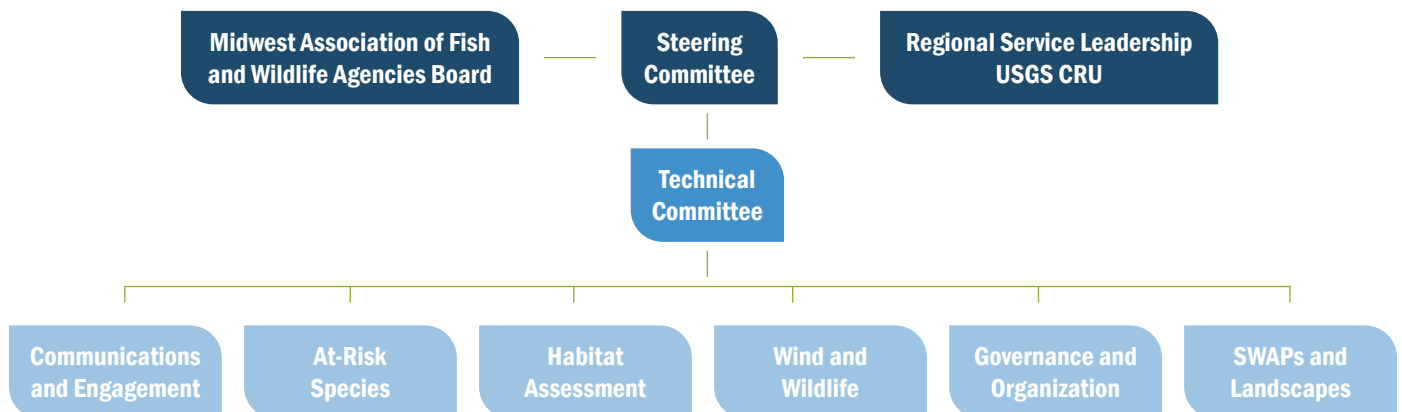 Midwest Association of Fish
and Wildlife Agencies Board
Steering
Committee
Regional Service Leadership
USGS CRU
Technical
Committee
Communications
and Engagement
At-Risk
Species
Habitat
Assessment
Wind and
Wildlife
Governance and
Organization
SWAPs and
Landscapes